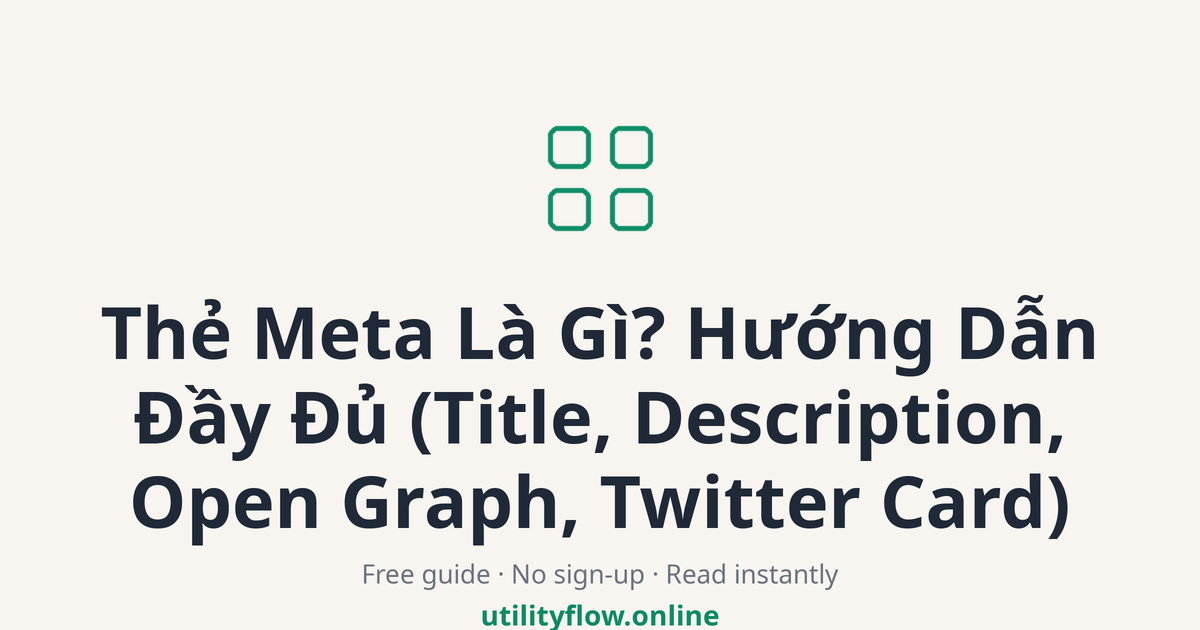 Thẻ Meta Là Gì? Hướng Dẫn
Đầy Đủ (Title, Description,
Open Graph, Twitter Card)
Free guide · No sign-up · Read instantly
utilityflow.online